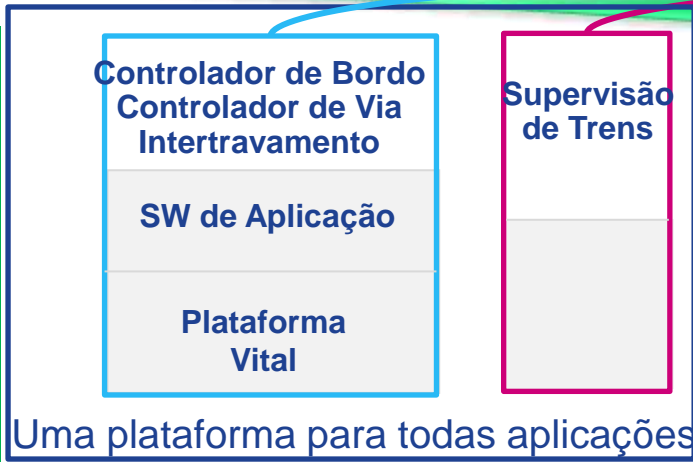 Controlador de Bordo
Controlador de Via
Intertravamento
SW de Aplicação
Plataforma
Vital
Supervisão
de Trens
Uma plataforma para todas aplicações